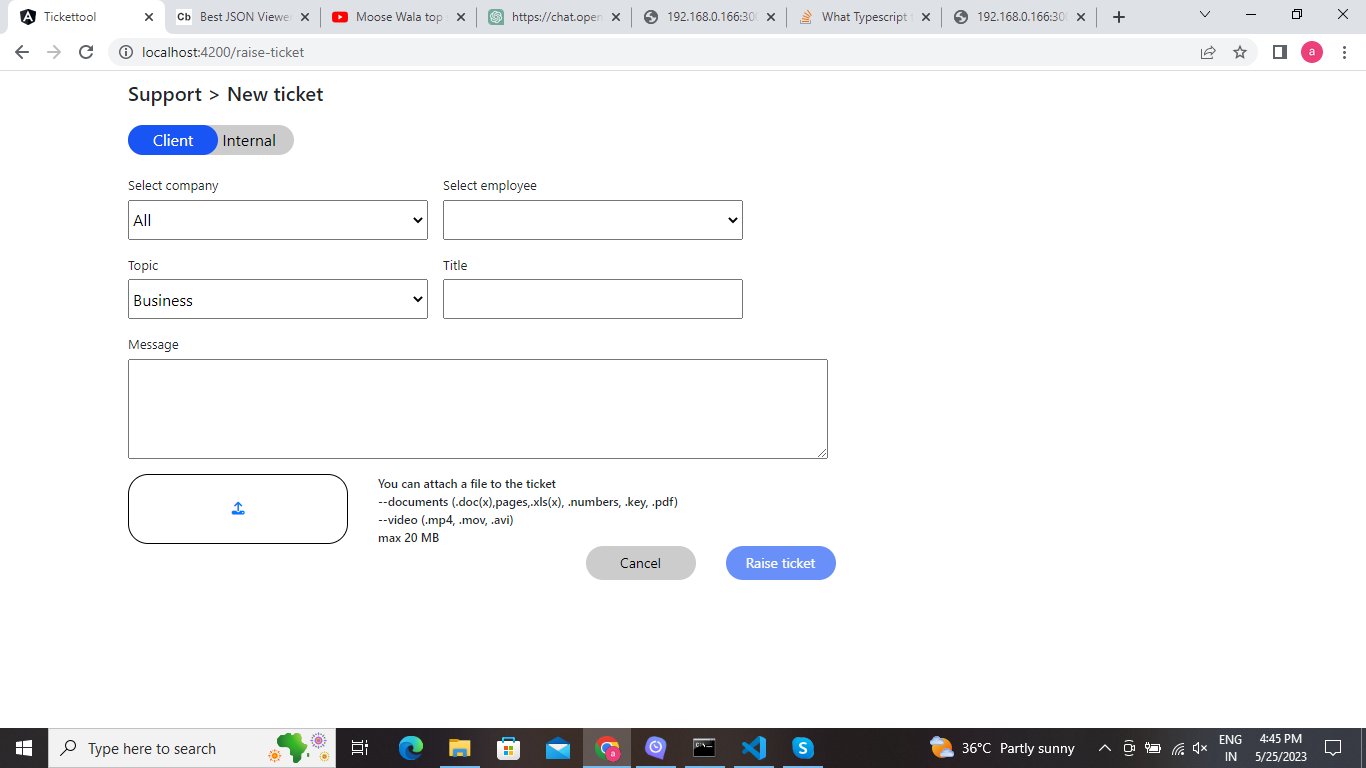 Tickettool
Cb Best JSON Viewe
Moose Wala top
https://chat.open
192.168.0.166:300
What Typescript
192.168.0.166:300
localhost:4200/raise-ticket
a
Support > New ticket
Client Internal
Select company Select employee
All
Topic Title
Business
Message
You can attach a file to the ticket
--documents (.doc(x),pages,.xls(x), .numbers, .key, .pdf)
--video (.mp4, .mov, .avi)
max 20 MB
Cancel Raise ticket
Type here to search
36°C Partly sunny
ENG
IN
4:45 PM
5/25/2023